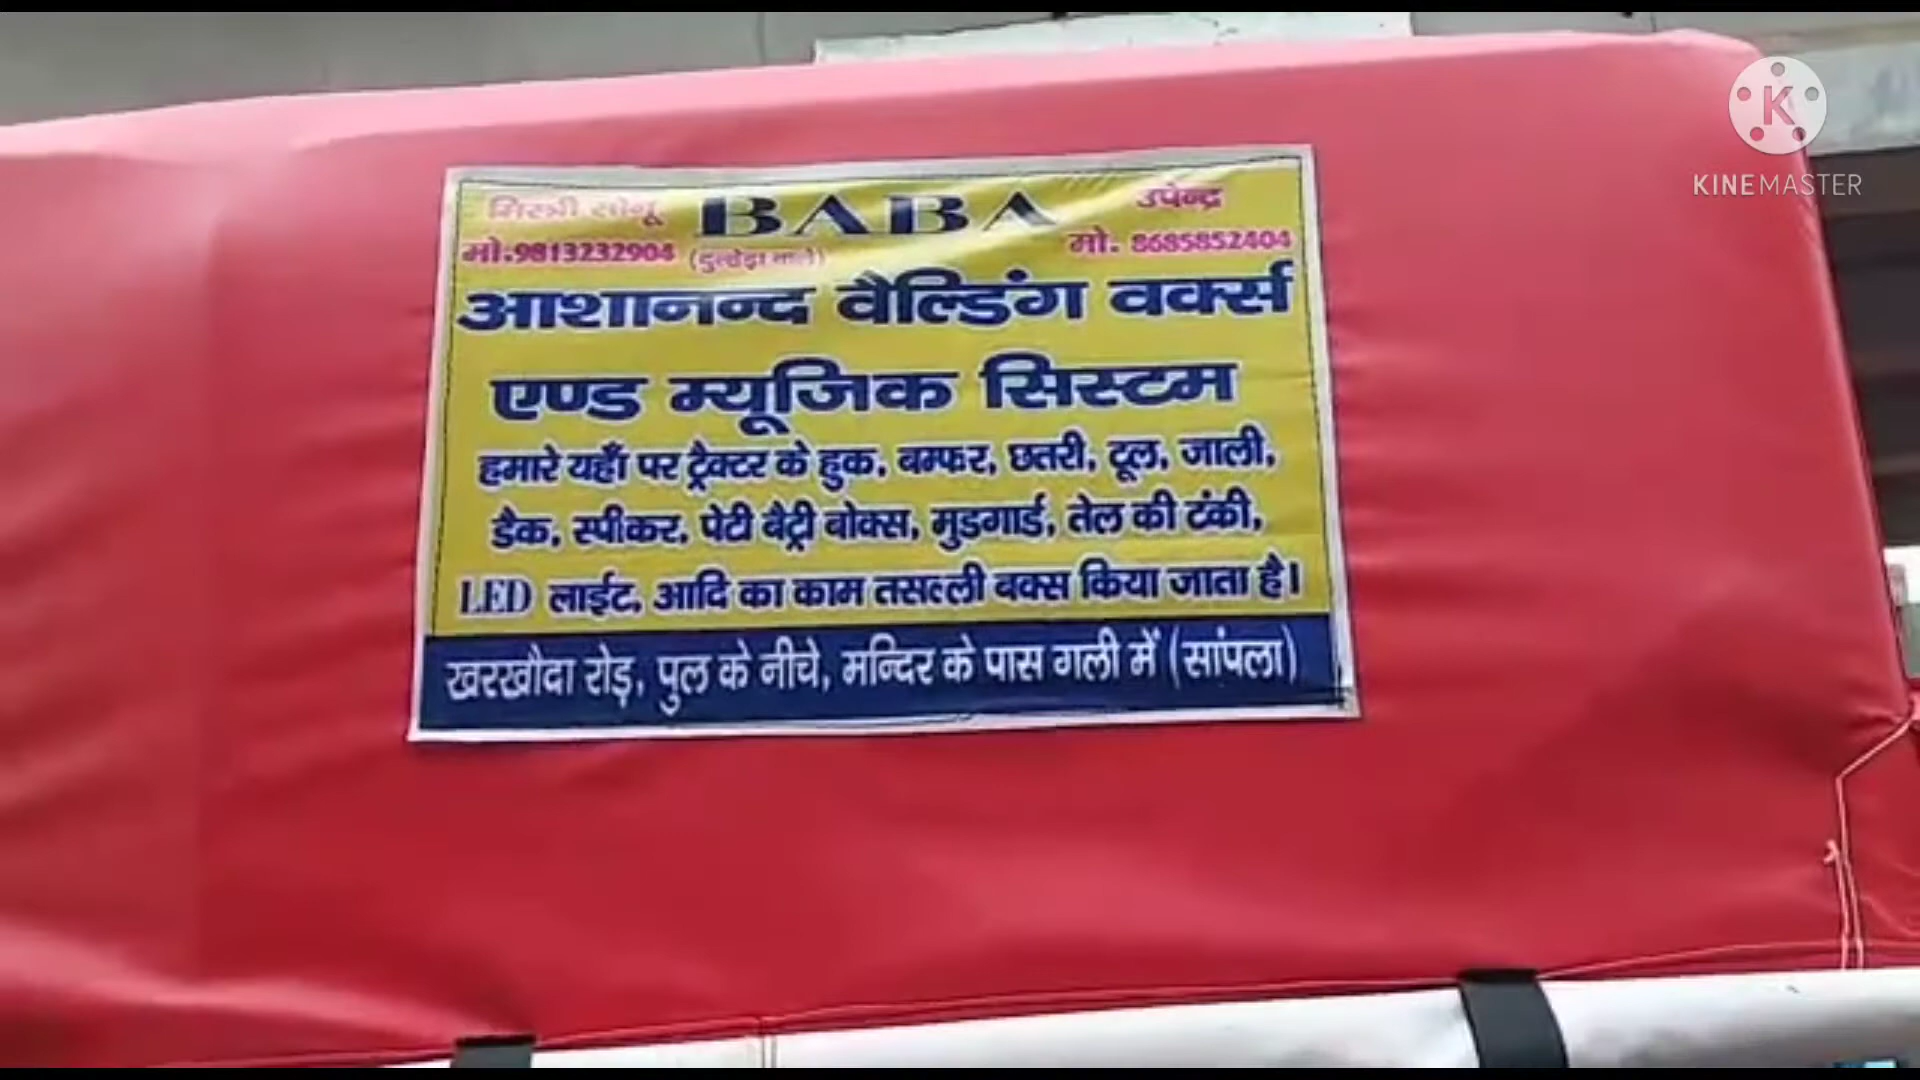 मिस्त्री सोनू BABA उपेन्द्र
मो.9813232904 (दुल्हेड़ा वाले) मो. 8685852404
आशानन्द वैल्डिंग वर्क्स
एण्ड म्यूजिक सिस्टम
हमारे यहाँ पर ट्रैक्टर के हुक, बम्फर, छतरी, टूल, जाली,
डैक, स्पीकर, पेटी बैट्री बोक्स, मुडगार्ड, तेल की टंकी,
LED लाईट, आदि का काम तसल्ली बक्स किया जाता है।
खरखौदा रोड़, पुल के नीचे, मन्दिर के पास गली में (सांपला)
K
KINEMASTER